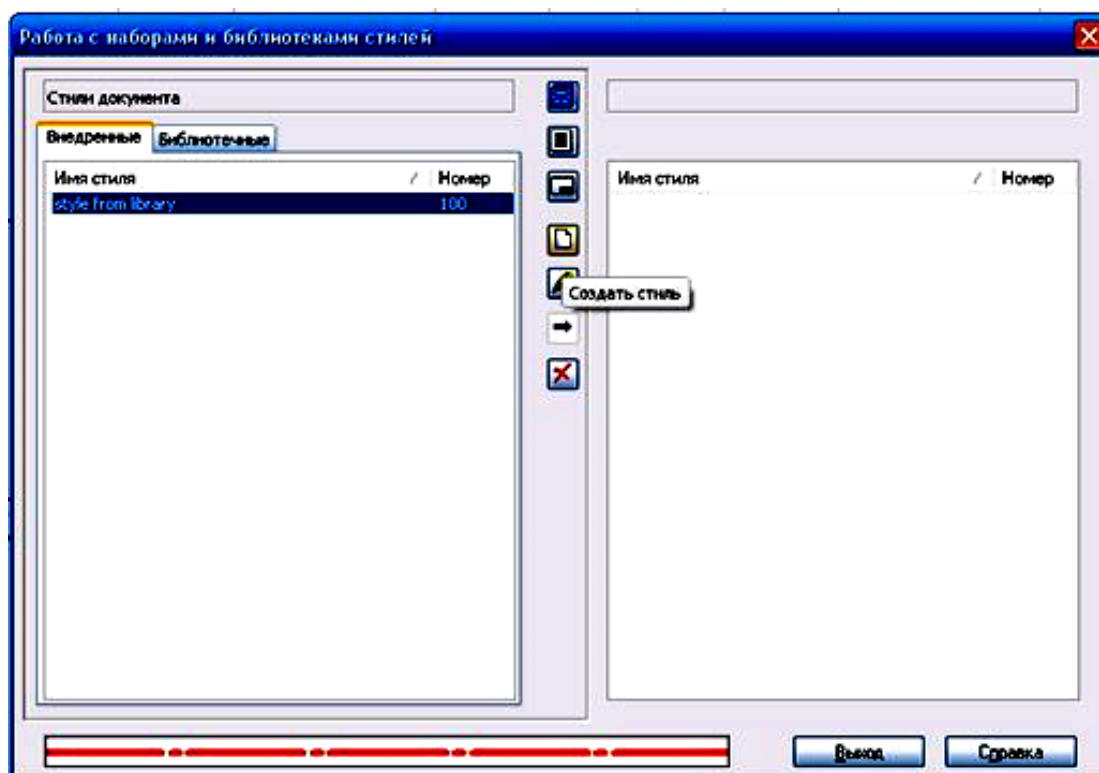 Работа с наборами и библиотеками стилей
Стили документа
Внедренные Библиотечные
Имя стиля / Номер
style from library 100
Создать стиль
Имя стиля / Номер
Выход Справка